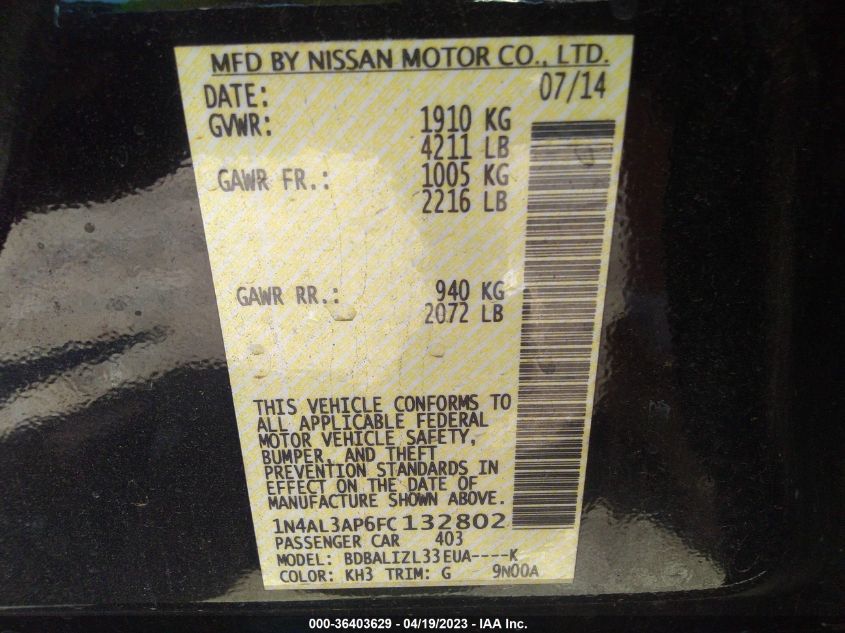 MFD BY NISSAN MOTOR CO., LTD.
DATE: 07/14
GVWR: 1910 KG
4211 LB
GAWR FR.: 1005 KG
2216 LB
GAWR RR.: 940 KG
2072 LB
THIS VEHICLE CONFORMS TO
ALL APPLICABLE FEDERAL
MOTOR VEHICLE SAFETY,
BUMPER, AND THEFT
PREVENTION STANDARDS IN
EFFECT ON THE DATE OF
MANUFACTURE SHOWN ABOVE.
1N4AL3AP6FC132802
PASSENGER CAR 403
MODEL: BDBALIZL33EUA----K
COLOR: KH3 TRIM: G 9N00A
000-36403629 - 04/19/2023 - IAA Inc.